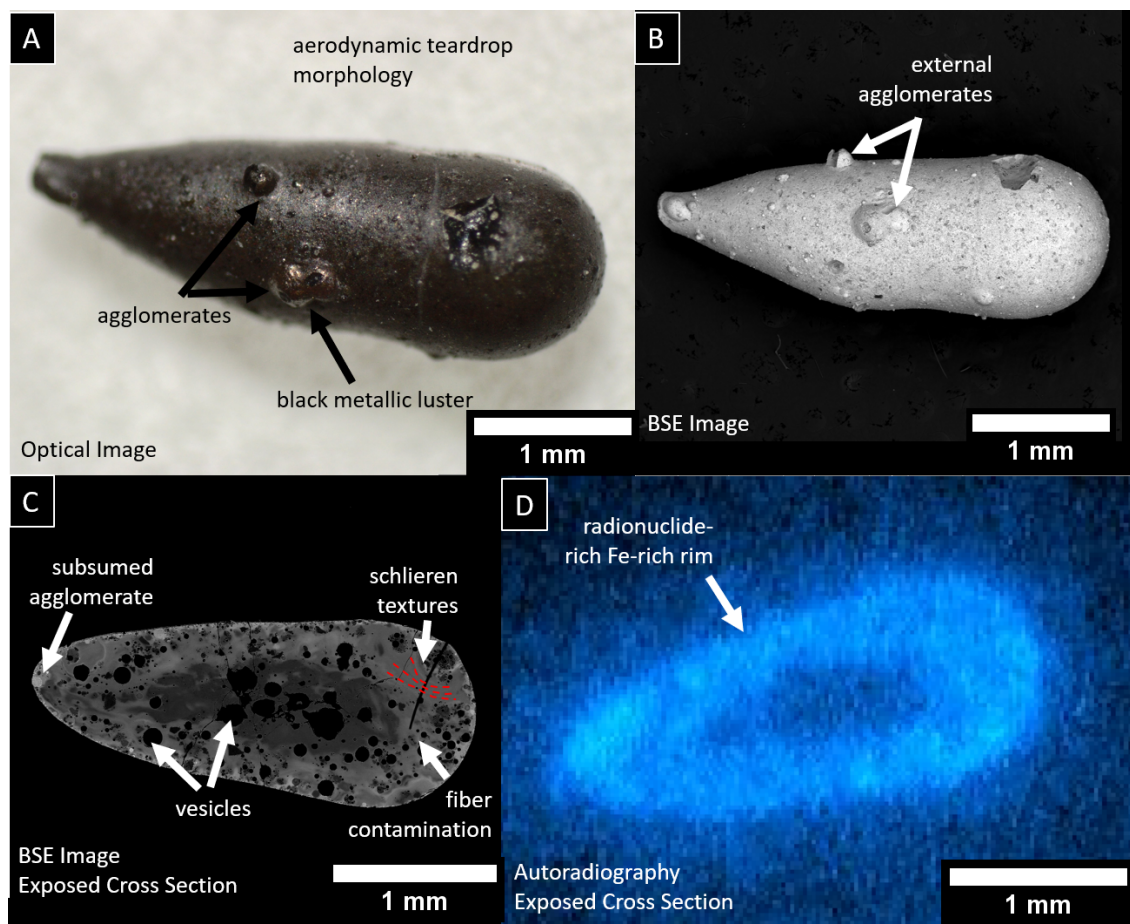 A
aerodynamic teardrop
morphology
agglomerates
black metallic luster
Optical Image
1 mm
B
external
agglomerates
BSE Image
1 mm
C
subsumed
agglomerate
schlieren
textures
vesicles
fiber
contamination
BSE Image
Exposed Cross Section
1 mm
D
radionuclide-
rich Fe-rich rim
Autoradiography
Exposed Cross Section
1 mm